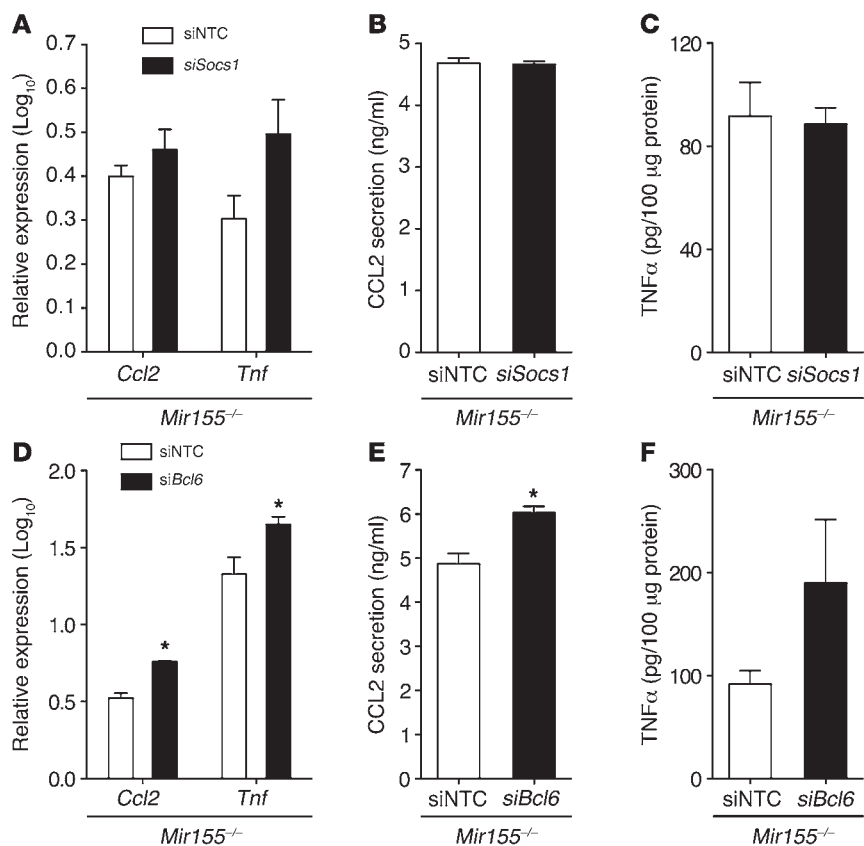 A
siNTC
siSocs1
Relative expression (Log10)
0.7
0.6
0.5
0.4
0.3
0.2
0.1
0.0
Ccl2 Tnf
Mir155–/–
B
CCL2 secretion (ng/ml)
5
4
3
2
1
0
siNTC siSocs1
Mir155–/–
C
TNFα (pg/100 μg protein)
120
80
40
0
siNTC siSocs1
Mir155–/–
D
siNTC
siBcl6
Relative expression (Log10)
2.0
1.5
1.0
0.5
0.0
*
*
Ccl2 Tnf
Mir155–/–
E
CCL2 secretion (ng/ml)
7
6
5
4
3
2
1
0
*
siNTC siBcl6
Mir155–/–
F
TNFα (pg/100 μg protein)
300
200
100
0
siNTC siBcl6
Mir155–/–